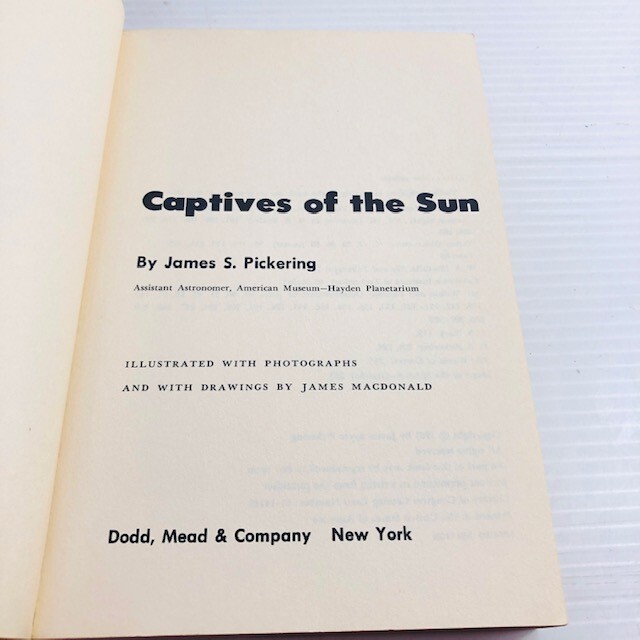 Captives of the Sun
By James S. Pickering
Assistant Astronomer, American Museum—Hayden Planetarium
ILLUSTRATED WITH PHOTOGRAPHS
AND WITH DRAWINGS BY JAMES MACDONALD
Dodd, Mead & Company New York